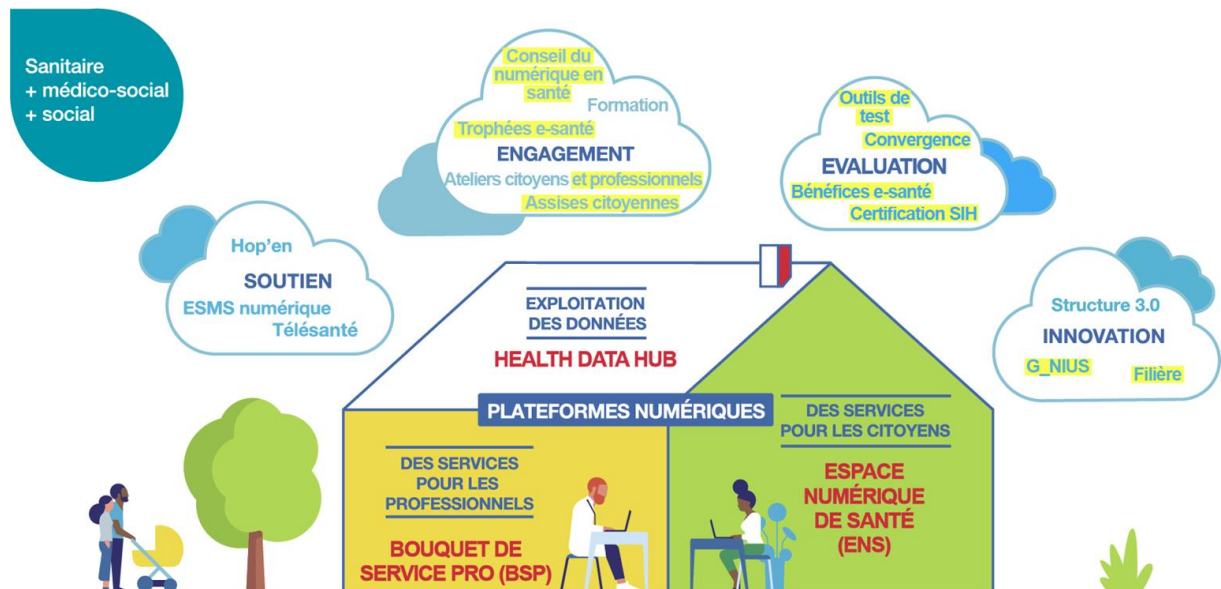 Sanitaire
+ médico-social
+ social
Conseil du
numérique en
santé
Formation
Trophées e-santé
ENGAGEMENT
Ateliers citoyens et professionnels
Assises citoyennes
Outils de
test
Convergence
EVALUATION
Bénéfices e-santé
Certification SIH
Hop'en
SOUTIEN
ESMS numérique
Télésanté
Structure 3.0
INNOVATION
G_NIUS
Filière
EXPLOITATION
DES DONNÉES
HEALTH DATA HUB
PLATEFORMES NUMÉRIQUES
DES SERVICES
POUR LES
PROFESSIONNELS
BOUQUET DE
SERVICE PRO (BSP)
DES SERVICES
POUR LES CITOYENS
ESPACE
NUMÉRIQUE
DE SANTÉ
(ENS)